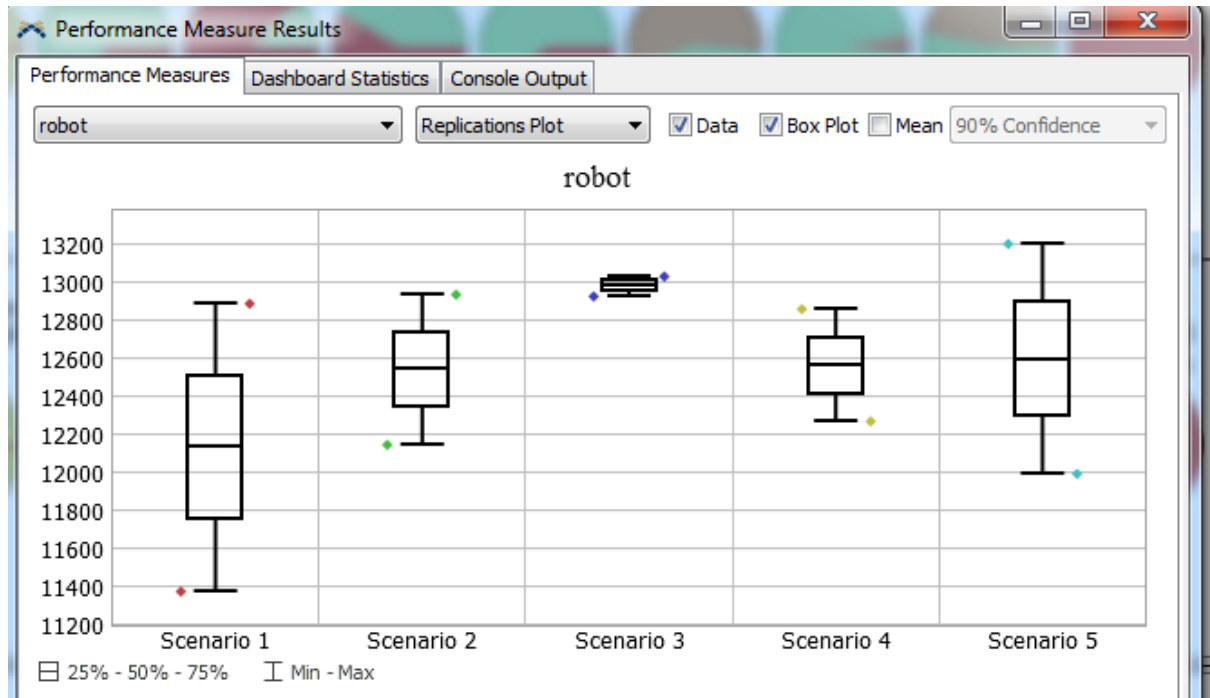 Performance Measure Results
Performance Measures Dashboard Statistics Console Output
robot Replications Plot Data Box Plot Mean 90% Confidence
robot
13200
13000
12800
12600
12400
12200
12000
11800
11600
11400
11200
Scenario 1 Scenario 2 Scenario 3 Scenario 4 Scenario 5
25% - 50% - 75% Min - Max